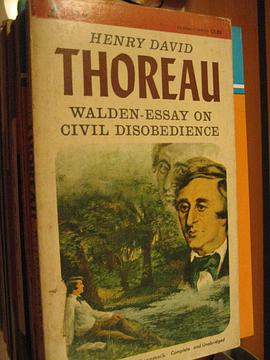 HENRY DAVID
THOREAU
WALDEN-ESSAY ON
CIVIL DISOBEDIENCE
Complete and Unabridged